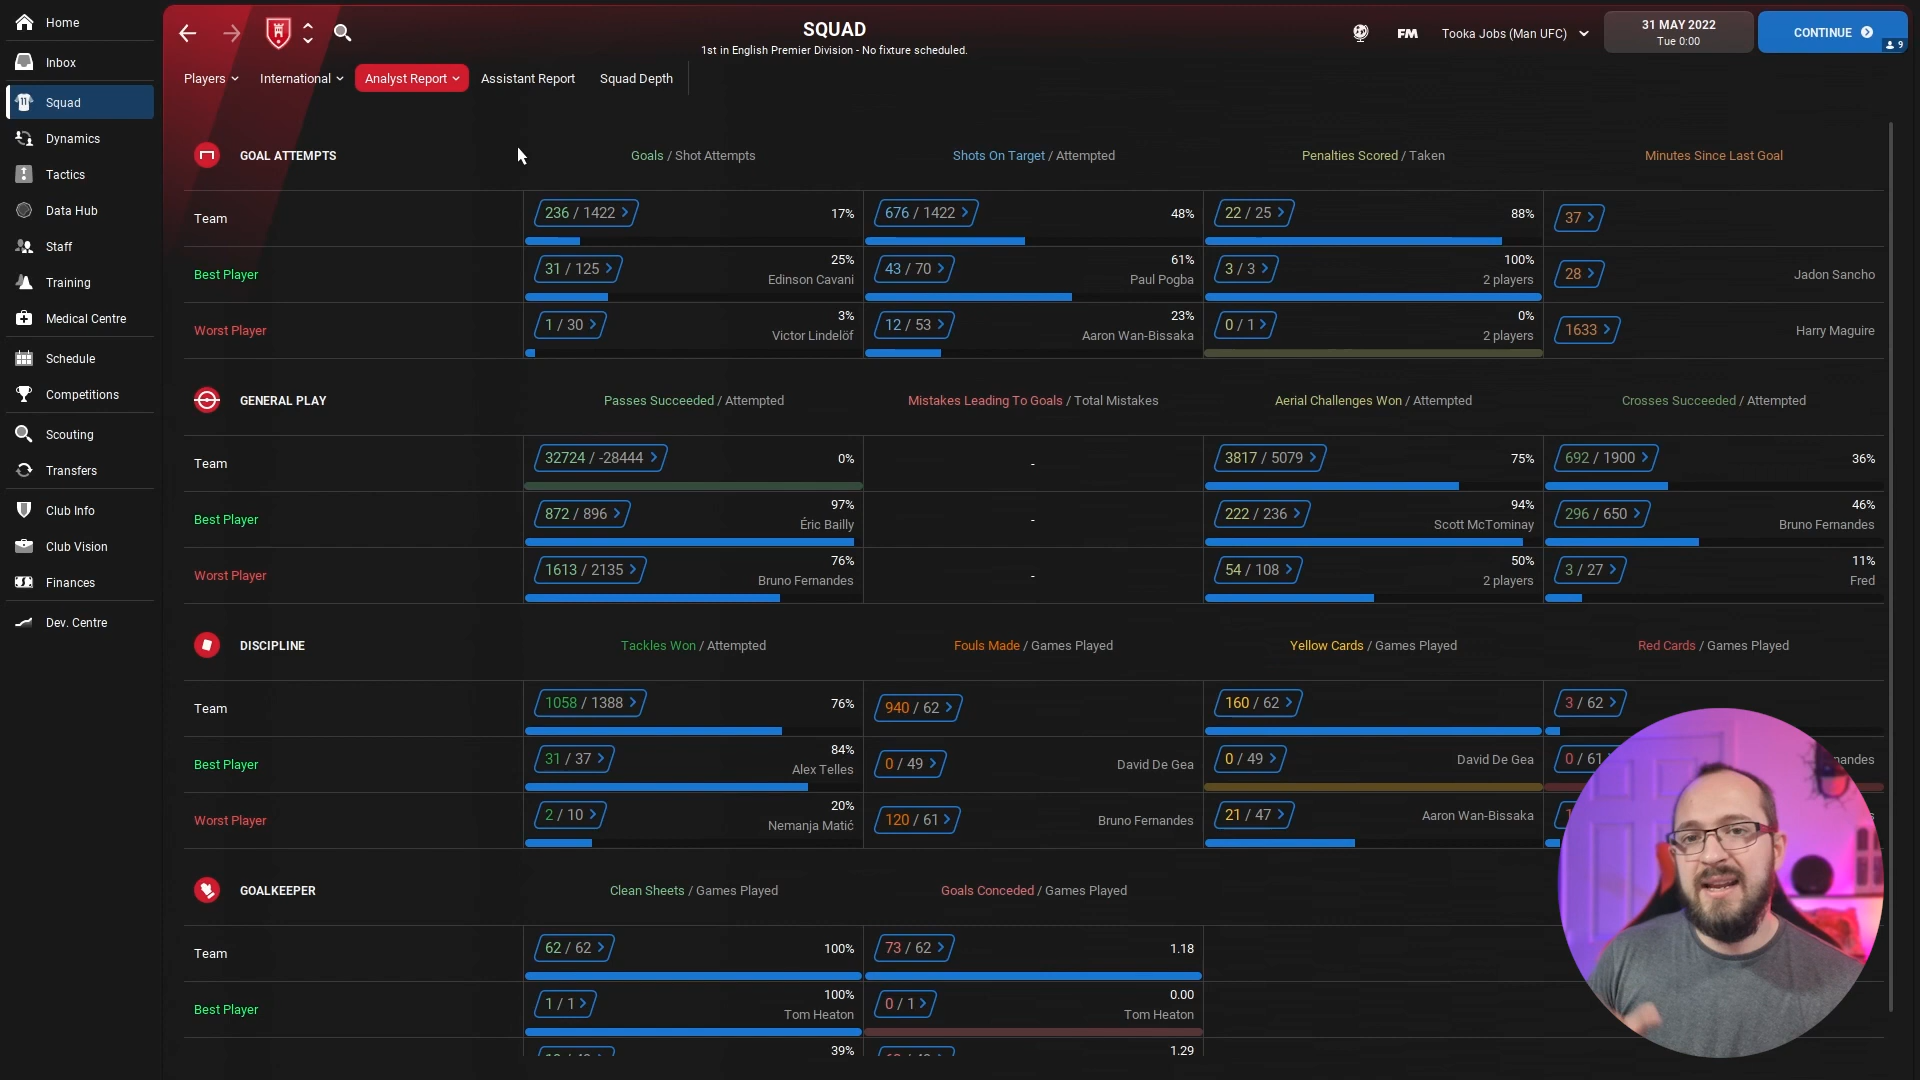 Home
Inbox
Squad
Dynamics
Tactics
Data Hub
Staff
Training
Medical Centre
Schedule
Competitions
Scouting
Transfers
Club Info
Club Vision
Finances
Dev. Centre
SQUAD
1st in English Premier Division - No fixture scheduled.
FM
Tooka Jobs (Man UFC)
31 MAY 2022
Tue 0:00
CONTINUE
9
Players International Analyst Report Assistant Report Squad Depth
GOAL ATTEMPTS Goals / Shot Attempts Shots On Target / Attempted Penalties Scored / Taken Minutes Since Last Goal
Team 236 / 1422 17% 676 / 1422 48% 22 / 25 88% 37
Best Player 31 / 125 25% Edinson Cavani 43 / 70 61% Paul Pogba 3 / 3 100% 2 players 28 Jadon Sancho
Worst Player 1 / 30 3% Victor Lindelöf 12 / 53 23% Aaron Wan-Bissaka 0 / 1 0% 2 players 1633 Harry Maguire
GENERAL PLAY Passes Succeeded / Attempted Mistakes Leading To Goals / Total Mistakes Aerial Challenges Won / Attempted Crosses Succeeded / Attempted
Team 32724 / -28444 0% - 3817 / 5079 75% 692 / 1900 36%
Best Player 872 / 896 97% Éric Bailly - 222 / 236 94% Scott McTominay 296 / 650 46% Bruno Fernandes
Worst Player 1613 / 2135 76% Bruno Fernandes - 54 / 108 50% 2 players 3 / 27 11% Fred
DISCIPLINE Tackles Won / Attempted Fouls Made / Games Played Yellow Cards / Games Played Red Cards / Games Played
Team 1058 / 1388 76% 940 / 62 160 / 62 3 / 62
Best Player 31 / 37 84% Alex Telles 0 / 49 David De Gea 0 / 49 David De Gea 0 / 61
Worst Player 2 / 10 20% Nemanja Matić 120 / 61 Bruno Fernandes 21 / 47 Aaron Wan-Bissaka
GOALKEEPER Clean Sheets / Games Played Goals Conceded / Games Played
Team 62 / 62 100% 73 / 62 1.18
Best Player 1 / 1 100% Tom Heaton 0 / 1 0.00 Tom Heaton
39% 1.29